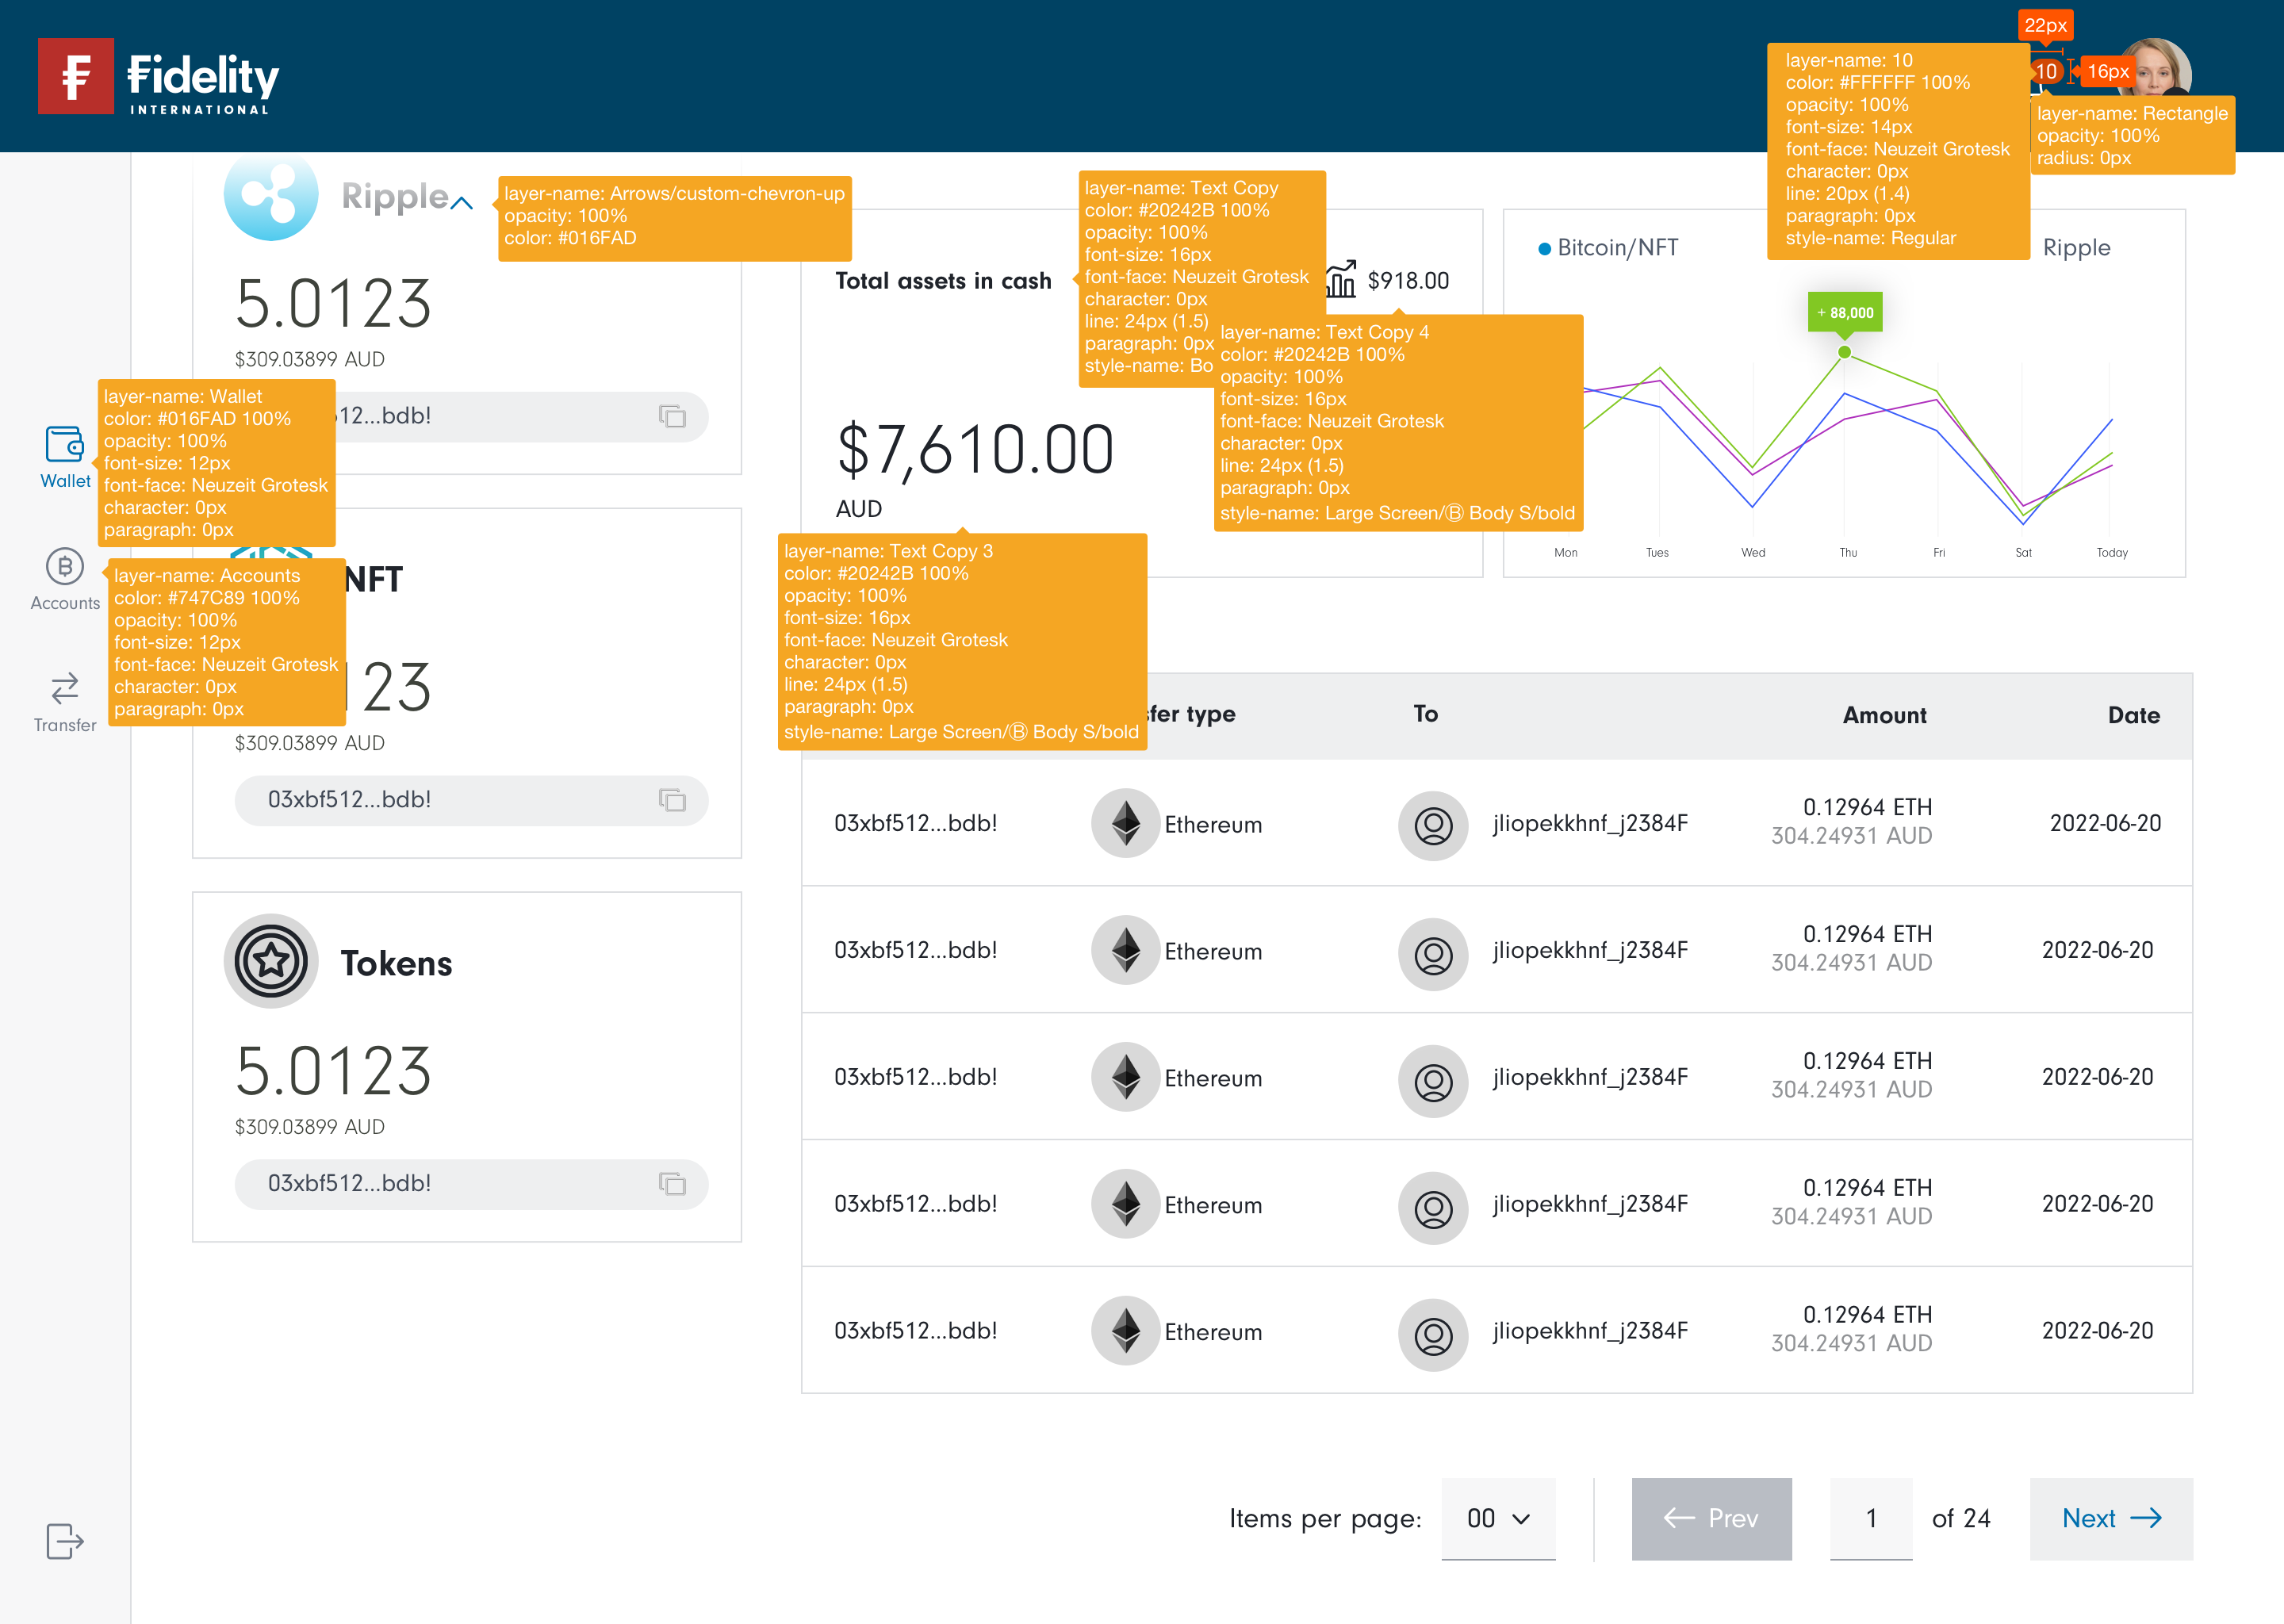 Fidelity
INTERNATIONAL
22px
10
16px
layer-name: 10
color: #FFFFFF 100%
opacity: 100%
font-size: 14px
font-face: Neuzeit Grotesk
character: 0px
line: 20px (1.4)
paragraph: 0px
style-name: Regular
layer-name: Rectangle
opacity: 100%
radius: 0px
Wallet
layer-name: Wallet
color: #016FAD 100%
opacity: 100%
font-size: 12px
font-face: Neuzeit Grotesk
character: 0px
paragraph: 0px
Accounts
layer-name: Accounts
color: #747C89 100%
opacity: 100%
font-size: 12px
font-face: Neuzeit Grotesk
character: 0px
paragraph: 0px
Transfer
Ripple
layer-name: Arrows/custom-chevron-up
opacity: 100%
color: #016FAD
5.0123
$309.03899 AUD
512...bdb!
NFT
123
$309.03899 AUD
03xbf512...bdb!
Tokens
5.0123
$309.03899 AUD
03xbf512...bdb!
Total assets in cash
layer-name: Text Copy
color: #20242B 100%
opacity: 100%
font-size: 16px
font-face: Neuzeit Grotesk
character: 0px
line: 24px (1.5)
paragraph: 0px
style-name: Bo
$918.00
layer-name: Text Copy 4
color: #20242B 100%
opacity: 100%
font-size: 16px
font-face: Neuzeit Grotesk
character: 0px
line: 24px (1.5)
paragraph: 0px
style-name: Large Screen/Ⓑ Body S/bold
$7,610.00
AUD
layer-name: Text Copy 3
color: #20242B 100%
opacity: 100%
font-size: 16px
font-face: Neuzeit Grotesk
character: 0px
line: 24px (1.5)
paragraph: 0px
style-name: Large Screen/Ⓑ Body S/bold
Bitcoin/NFT
Ripple
+ 88,000
Mon Tues Wed Thu Fri Sat Today
sfer type To Amount Date
03xbf512...bdb! Ethereum jliopekkhnf_j2384F 0.12964 ETH 2022-06-20
304.24931 AUD
03xbf512...bdb! Ethereum jliopekkhnf_j2384F 0.12964 ETH 2022-06-20
304.24931 AUD
03xbf512...bdb! Ethereum jliopekkhnf_j2384F 0.12964 ETH 2022-06-20
304.24931 AUD
03xbf512...bdb! Ethereum jliopekkhnf_j2384F 0.12964 ETH 2022-06-20
304.24931 AUD
03xbf512...bdb! Ethereum jliopekkhnf_j2384F 0.12964 ETH 2022-06-20
304.24931 AUD
Items per page: 00 Prev 1 of 24 Next